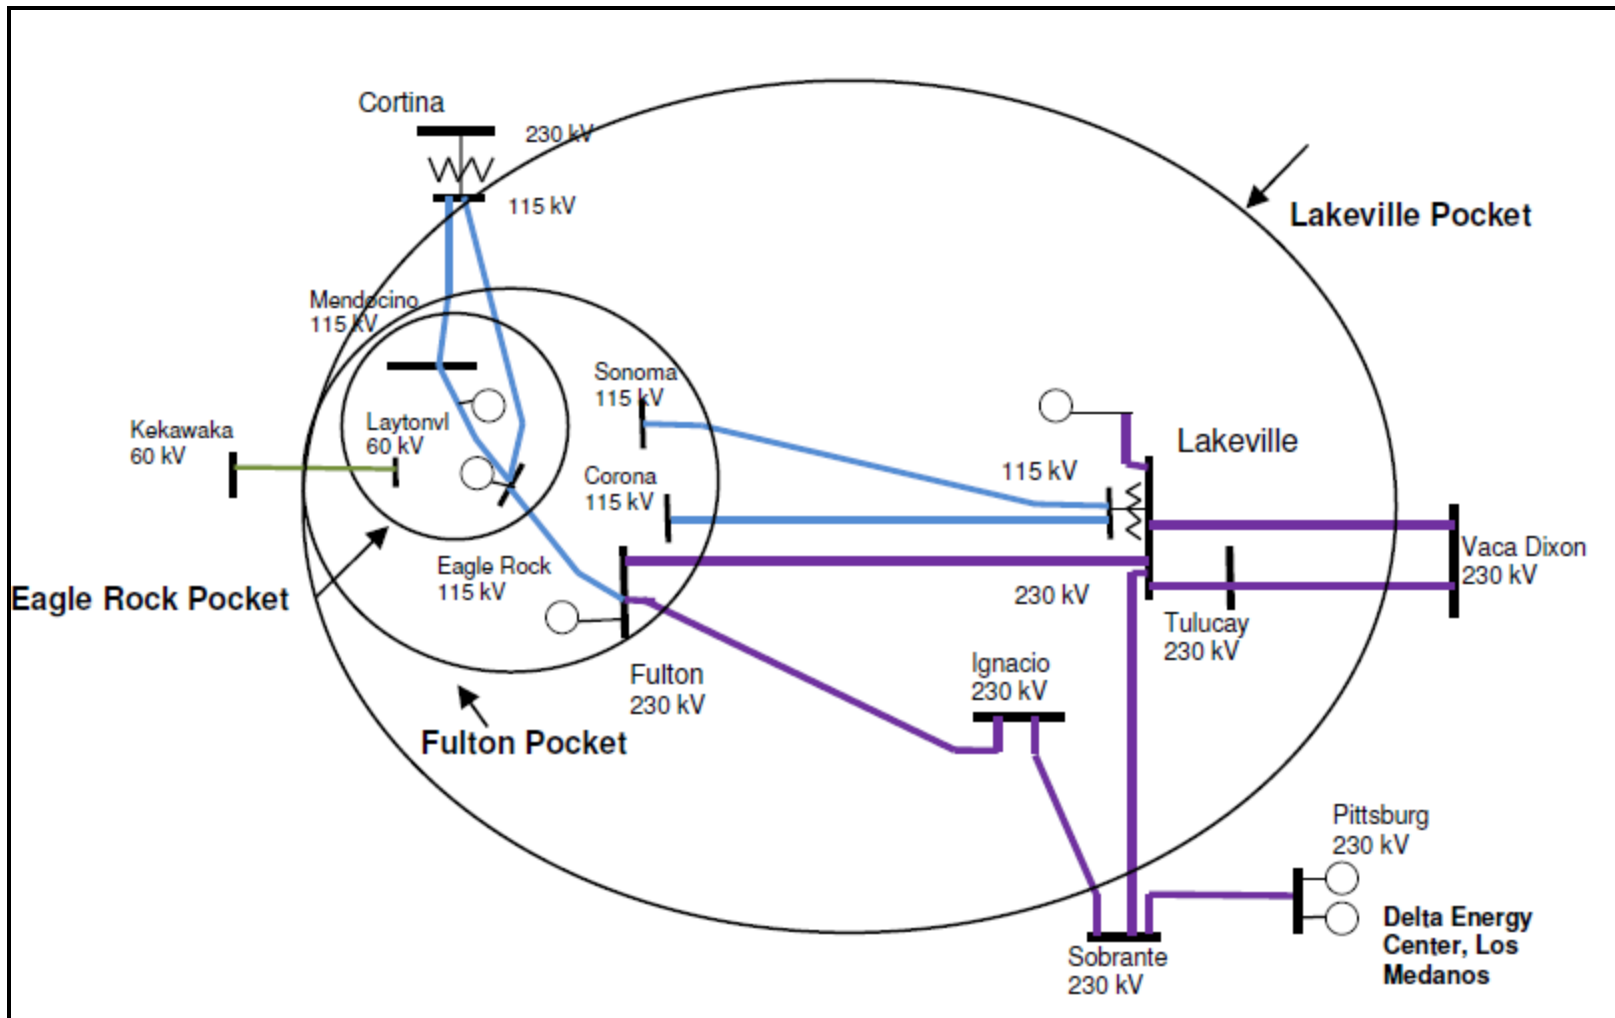 Cortina
230 kV
115 kV
Lakeville Pocket
Mendocino
115 kV
Sonoma
115 kV
Laytonvl
60 kV
Kekawaka
60 kV
Lakeville
115 kV
Corona
115 kV
Vaca Dixon
230 kV
Eagle Rock
115 kV
Eagle Rock Pocket
230 kV
Tulucay
230 kV
Ignacio
230 kV
Fulton
230 kV
Fulton Pocket
Pittsburg
230 kV
Delta Energy
Center, Los
Medanos
Sobrante
230 kV